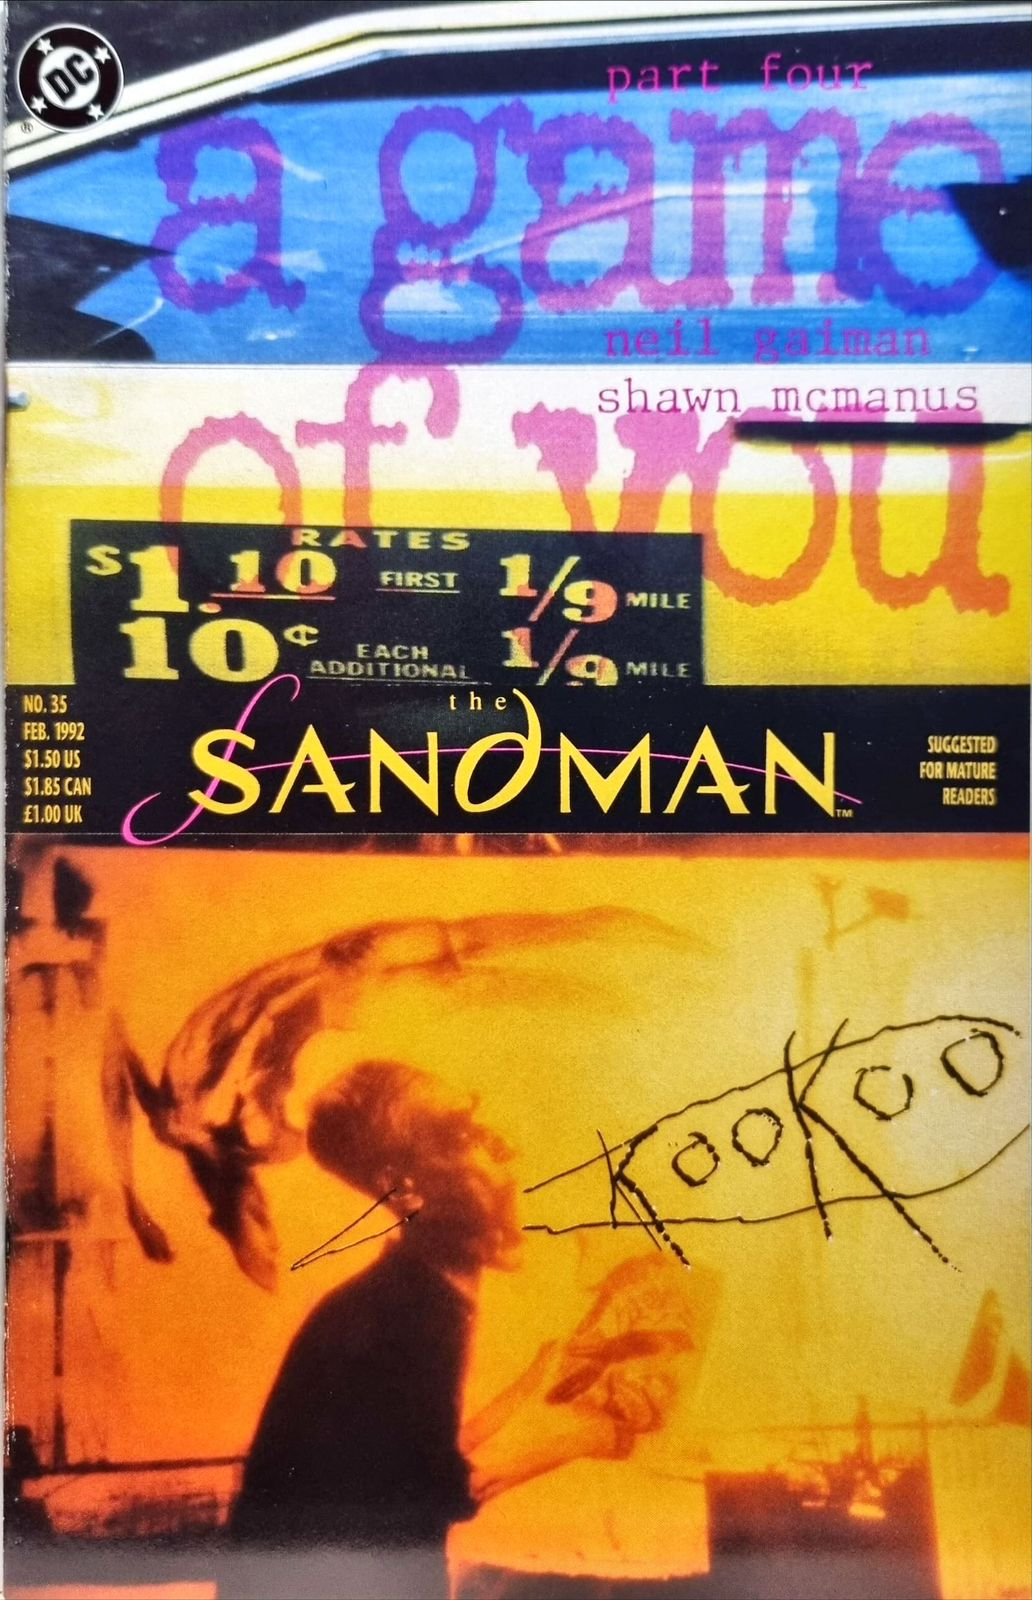 DC
®
part four
a game
neil gaiman
shawn mcmanus
of you
RATES
$1.10 FIRST 1/9 MILE
10¢ EACH ADDITIONAL 1/9 MILE
NO. 35
FEB. 1992
$1.50 US
$1.85 CAN
£1.00 UK
the
SANDMAN™
SUGGESTED
FOR MATURE
READERS
KOOKOO